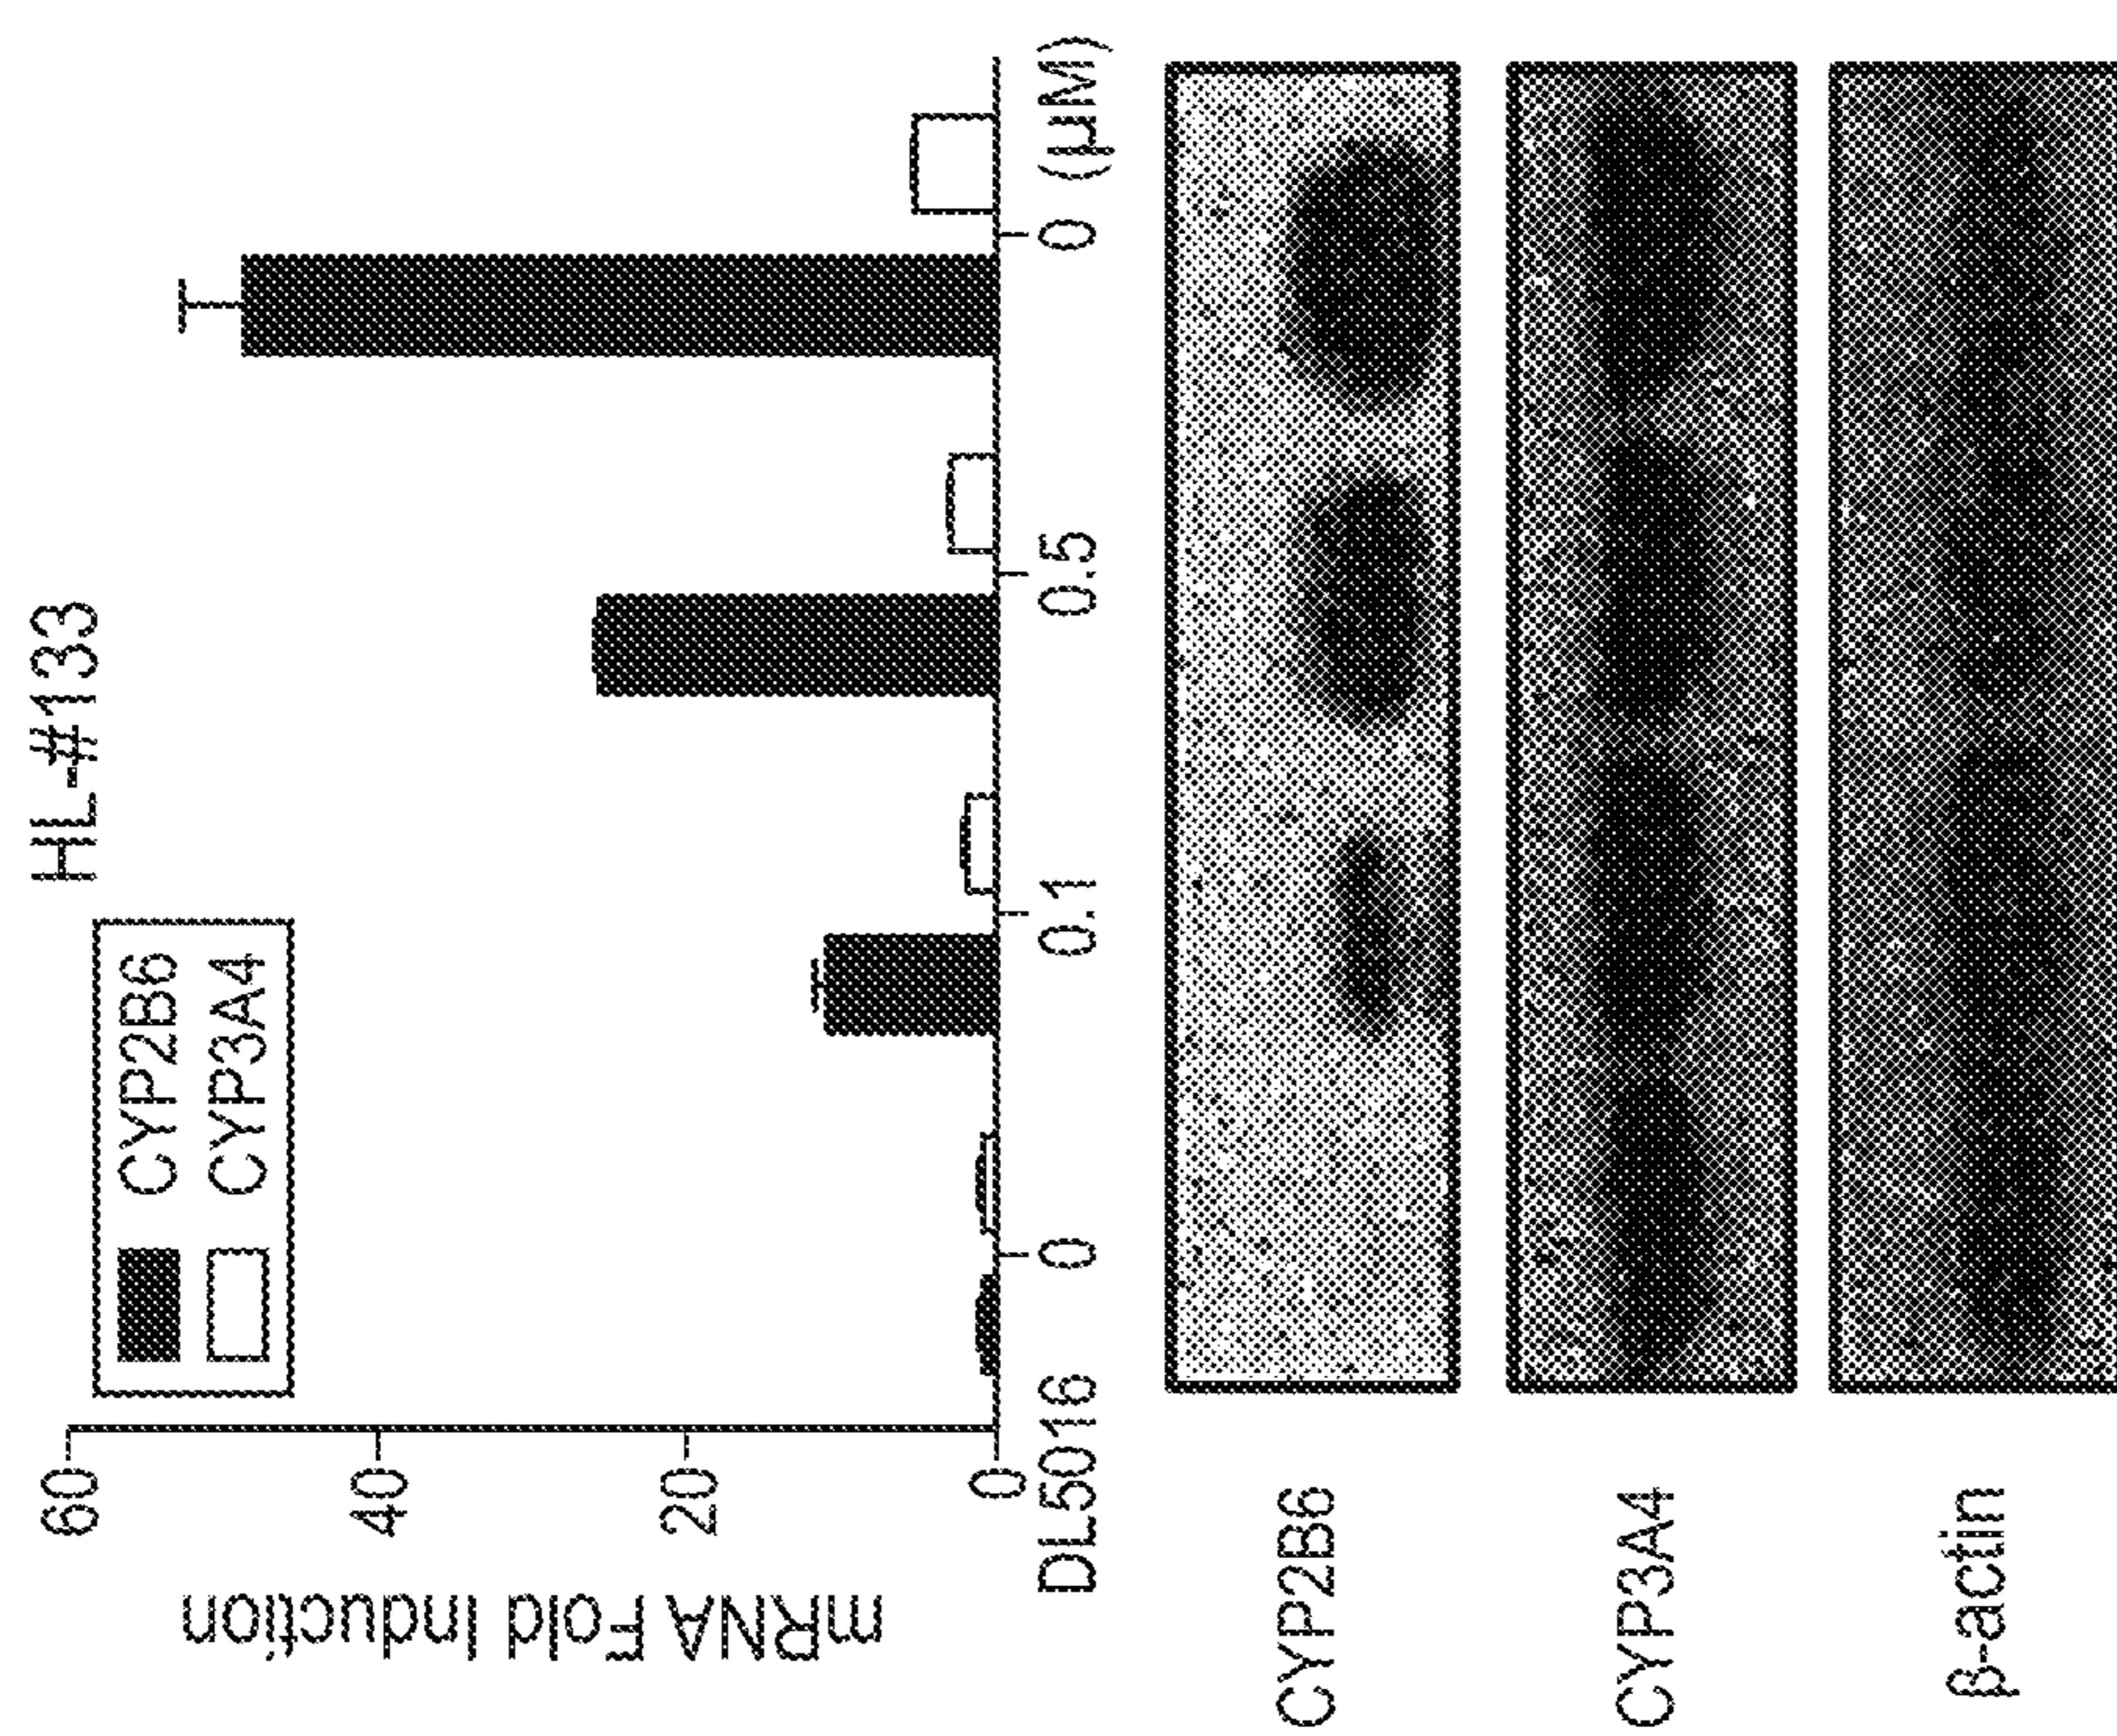 HL-#133
CYP2B6
CYP3A4
mRNA Fold Induction
60
40
20
0
DL5016 0 0.1 0.5 0 (μM)
CYP2B6
CYP3A4
β-actin